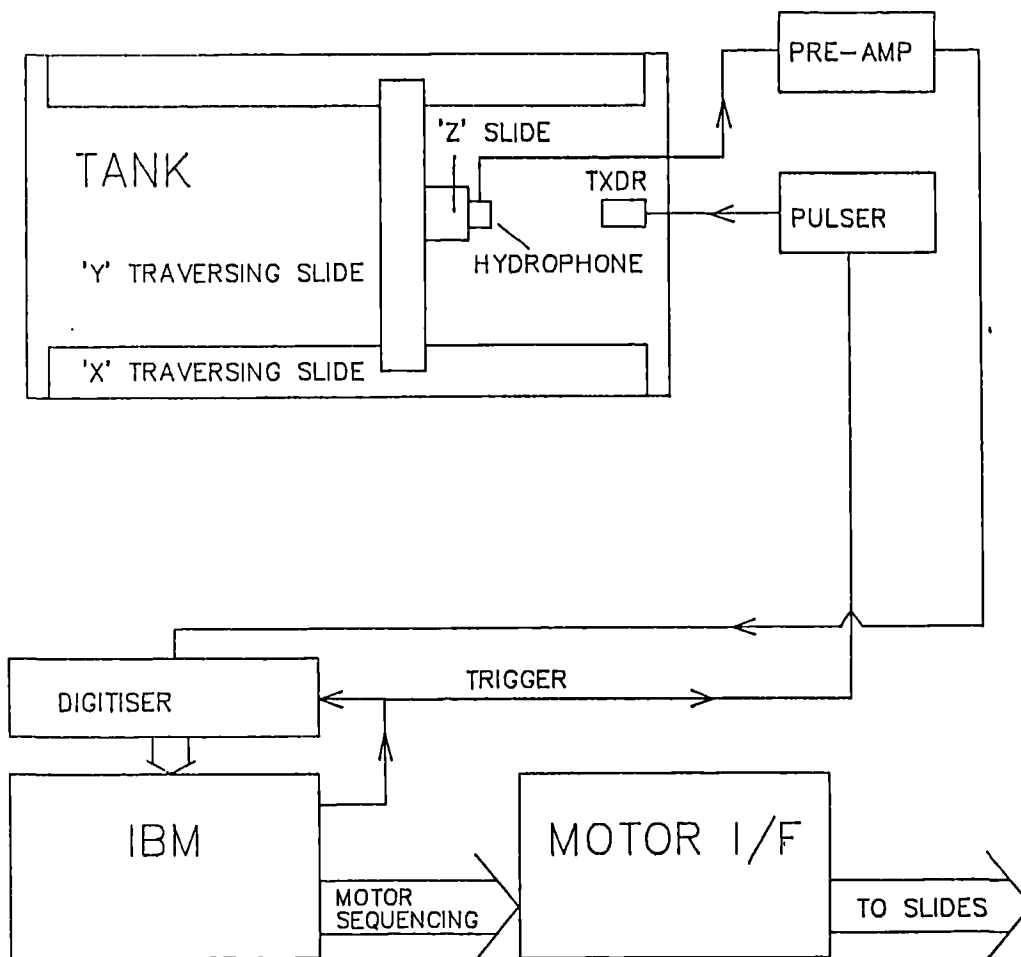 PRE-AMP
'Z' SLIDE
TANK
TXDR
PULSER
HYDROPHONE
'Y' TRAVERSING SLIDE
'X' TRAVERSING SLIDE
TRIGGER
DIGITISER
IBM
MOTOR I/F
MOTOR
SEQUENCING
TO SLIDES